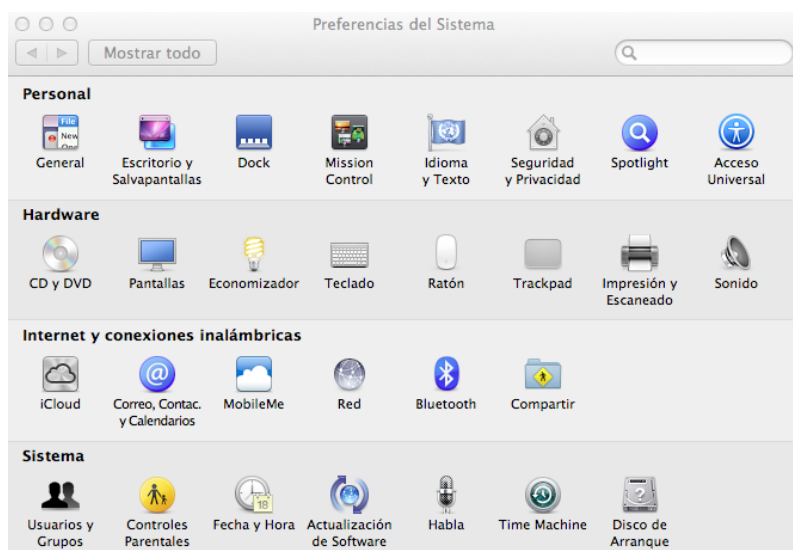 Preferencias del Sistema
Mostrar todo
Personal
General
Escritorio y
Salvapantallas
Dock
Mission
Control
Idioma
y Texto
Seguridad
y Privacidad
Spotlight
Acceso
Universal
Hardware
CD y DVD
Pantallas
Economizador
Teclado
Ratón
Trackpad
Impresión y
Escaneado
Sonido
Internet y conexiones inalámbricas
iCloud
Correo, Contac.
y Calendarios
MobileMe
Red
Bluetooth
Compartir
Sistema
Usuarios y
Grupos
Controles
Parentales
Fecha y Hora
Actualización
de Software
Habla
Time Machine
Disco de
Arranque
File
New
18